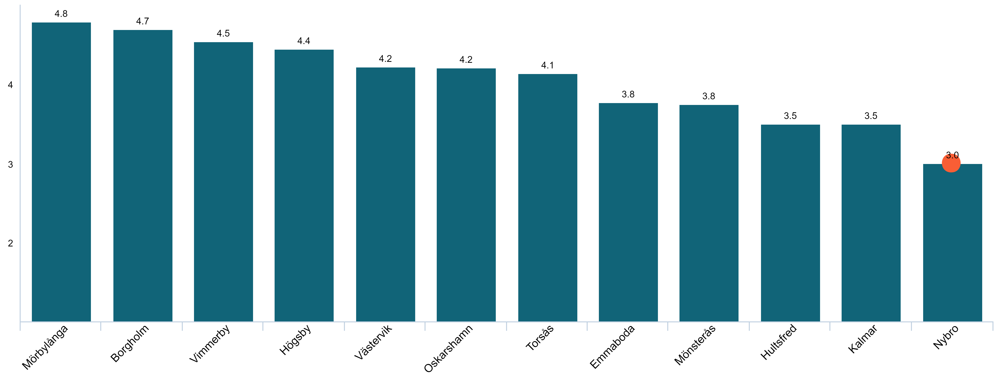 4.8
4.7
4.5
4.4
4.2
4.2
4.1
3.8
3.8
3.5
3.5
3.0
4
3
2
Mörbylånga
Borgholm
Vimmerby
Högsby
Västervik
Oskarshamn
Torsås
Emmaboda
Mönsterås
Hultsfred
Kalmar
Nybro